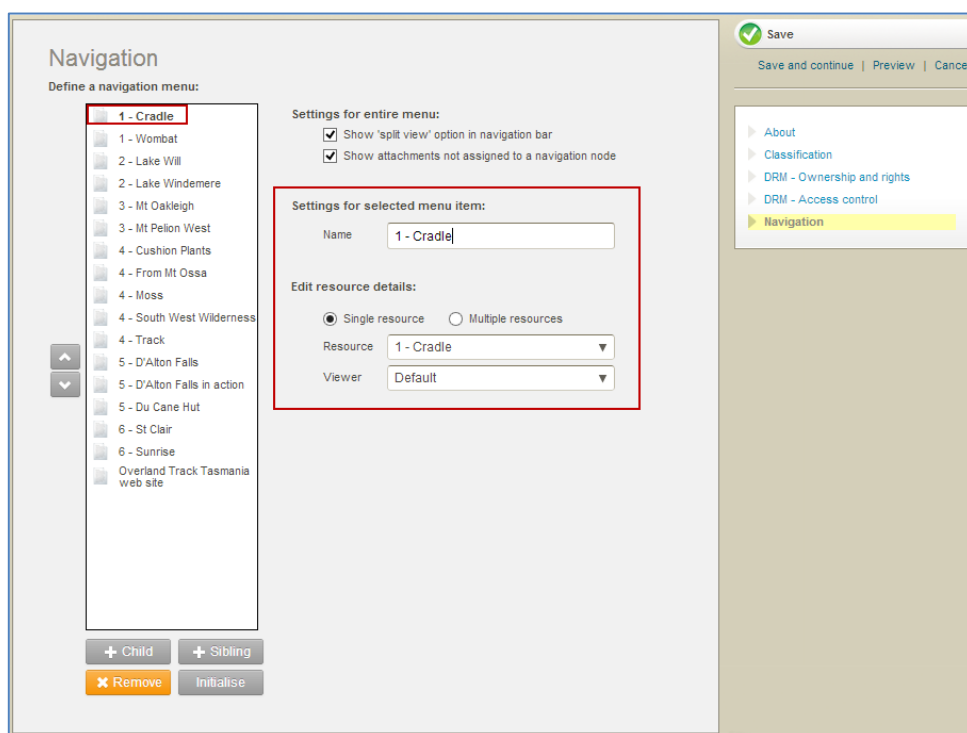 Navigation
Define a navigation menu:
1 - Cradle
1 - Wombat
2 - Lake Will
2 - Lake Windemere
3 - Mt Oakleigh
3 - Mt Pelion West
4 - Cushion Plants
4 - From Mt Ossa
4 - Moss
4 - South West Wilderness
4 - Track
5 - D'Alton Falls
5 - D'Alton Falls in action
5 - Du Cane Hut
6 - St Clair
6 - Sunrise
Overland Track Tasmania
web site
+ Child
+ Sibling
Remove
Initialise
Settings for entire menu:
Show 'split view' option in navigation bar
Show attachments not assigned to a navigation node
Settings for selected menu item:
Name 1 - Cradle
Edit resource details:
Single resource Multiple resources
Resource 1 - Cradle
Viewer Default
Save
Save and continue | Preview | Cance
About
Classification
DRM - Ownership and rights
DRM - Access control
Navigation